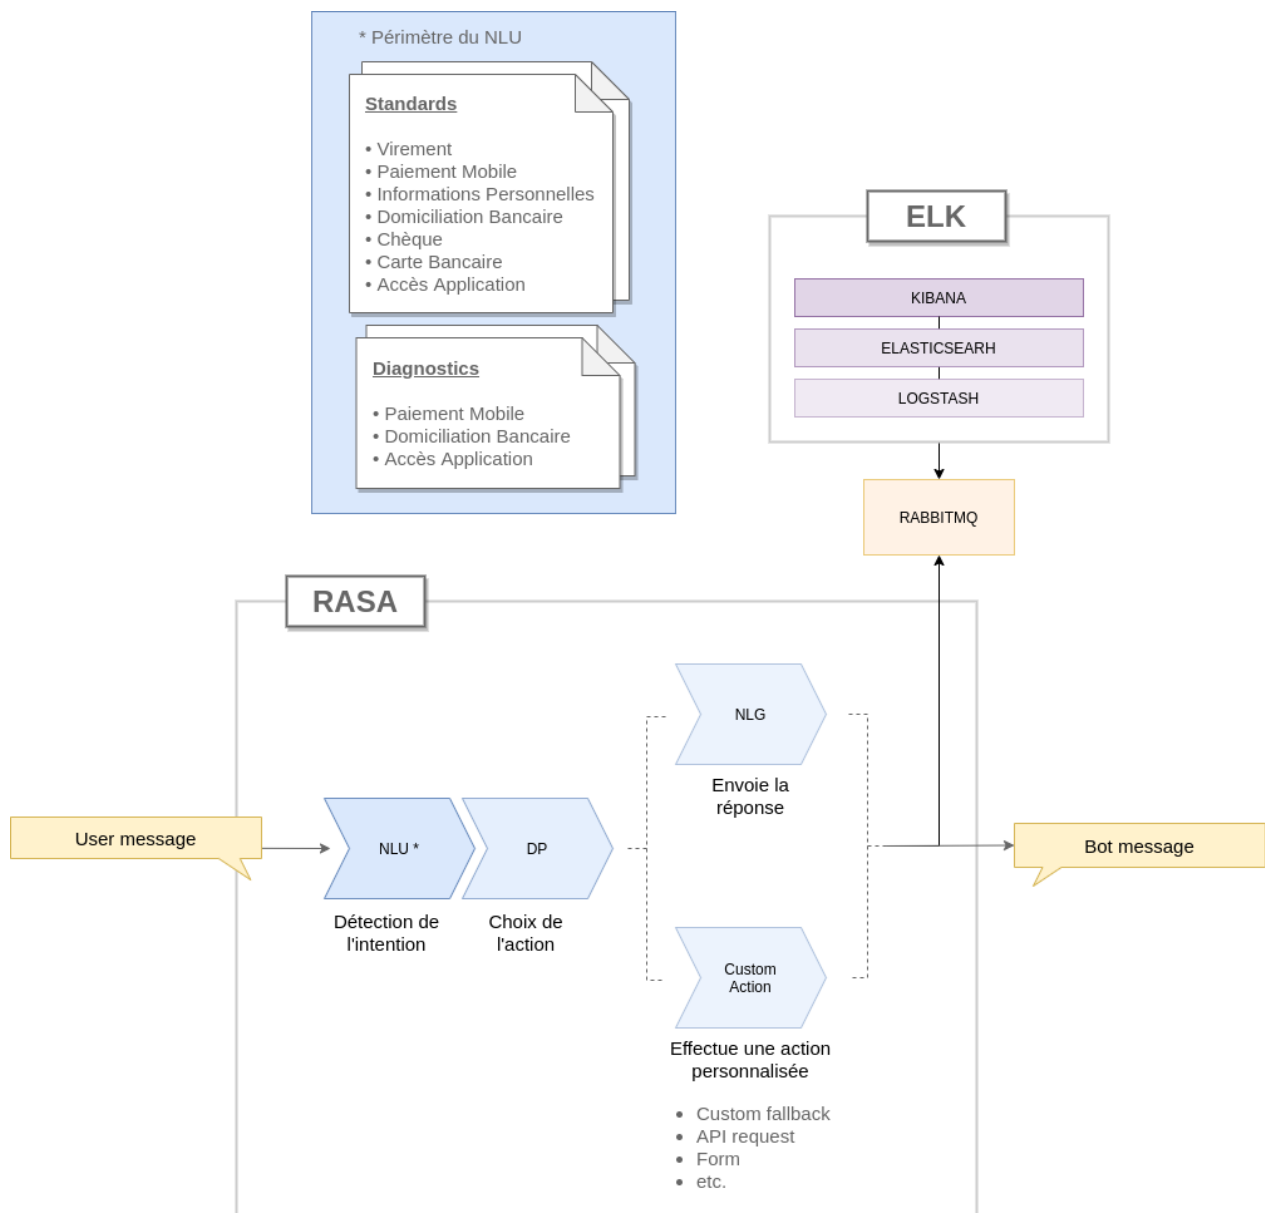 * Périmètre du NLU
Standards
• Virement
• Paiement Mobile
• Informations Personnelles
• Domiciliation Bancaire
• Chèque
• Carte Bancaire
• Accès Application
Diagnostics
• Paiement Mobile
• Domiciliation Bancaire
• Accès Application
ELK
KIBANA
ELASTICSEARH
LOGSTASH
RABBITMQ
RASA
User message
NLU *
Détection de
l'intention
DP
Choix de
l'action
NLG
Envoie la
réponse
Custom
Action
Effectue une action
personnalisée
• Custom fallback
• API request
• Form
• etc.
Bot message